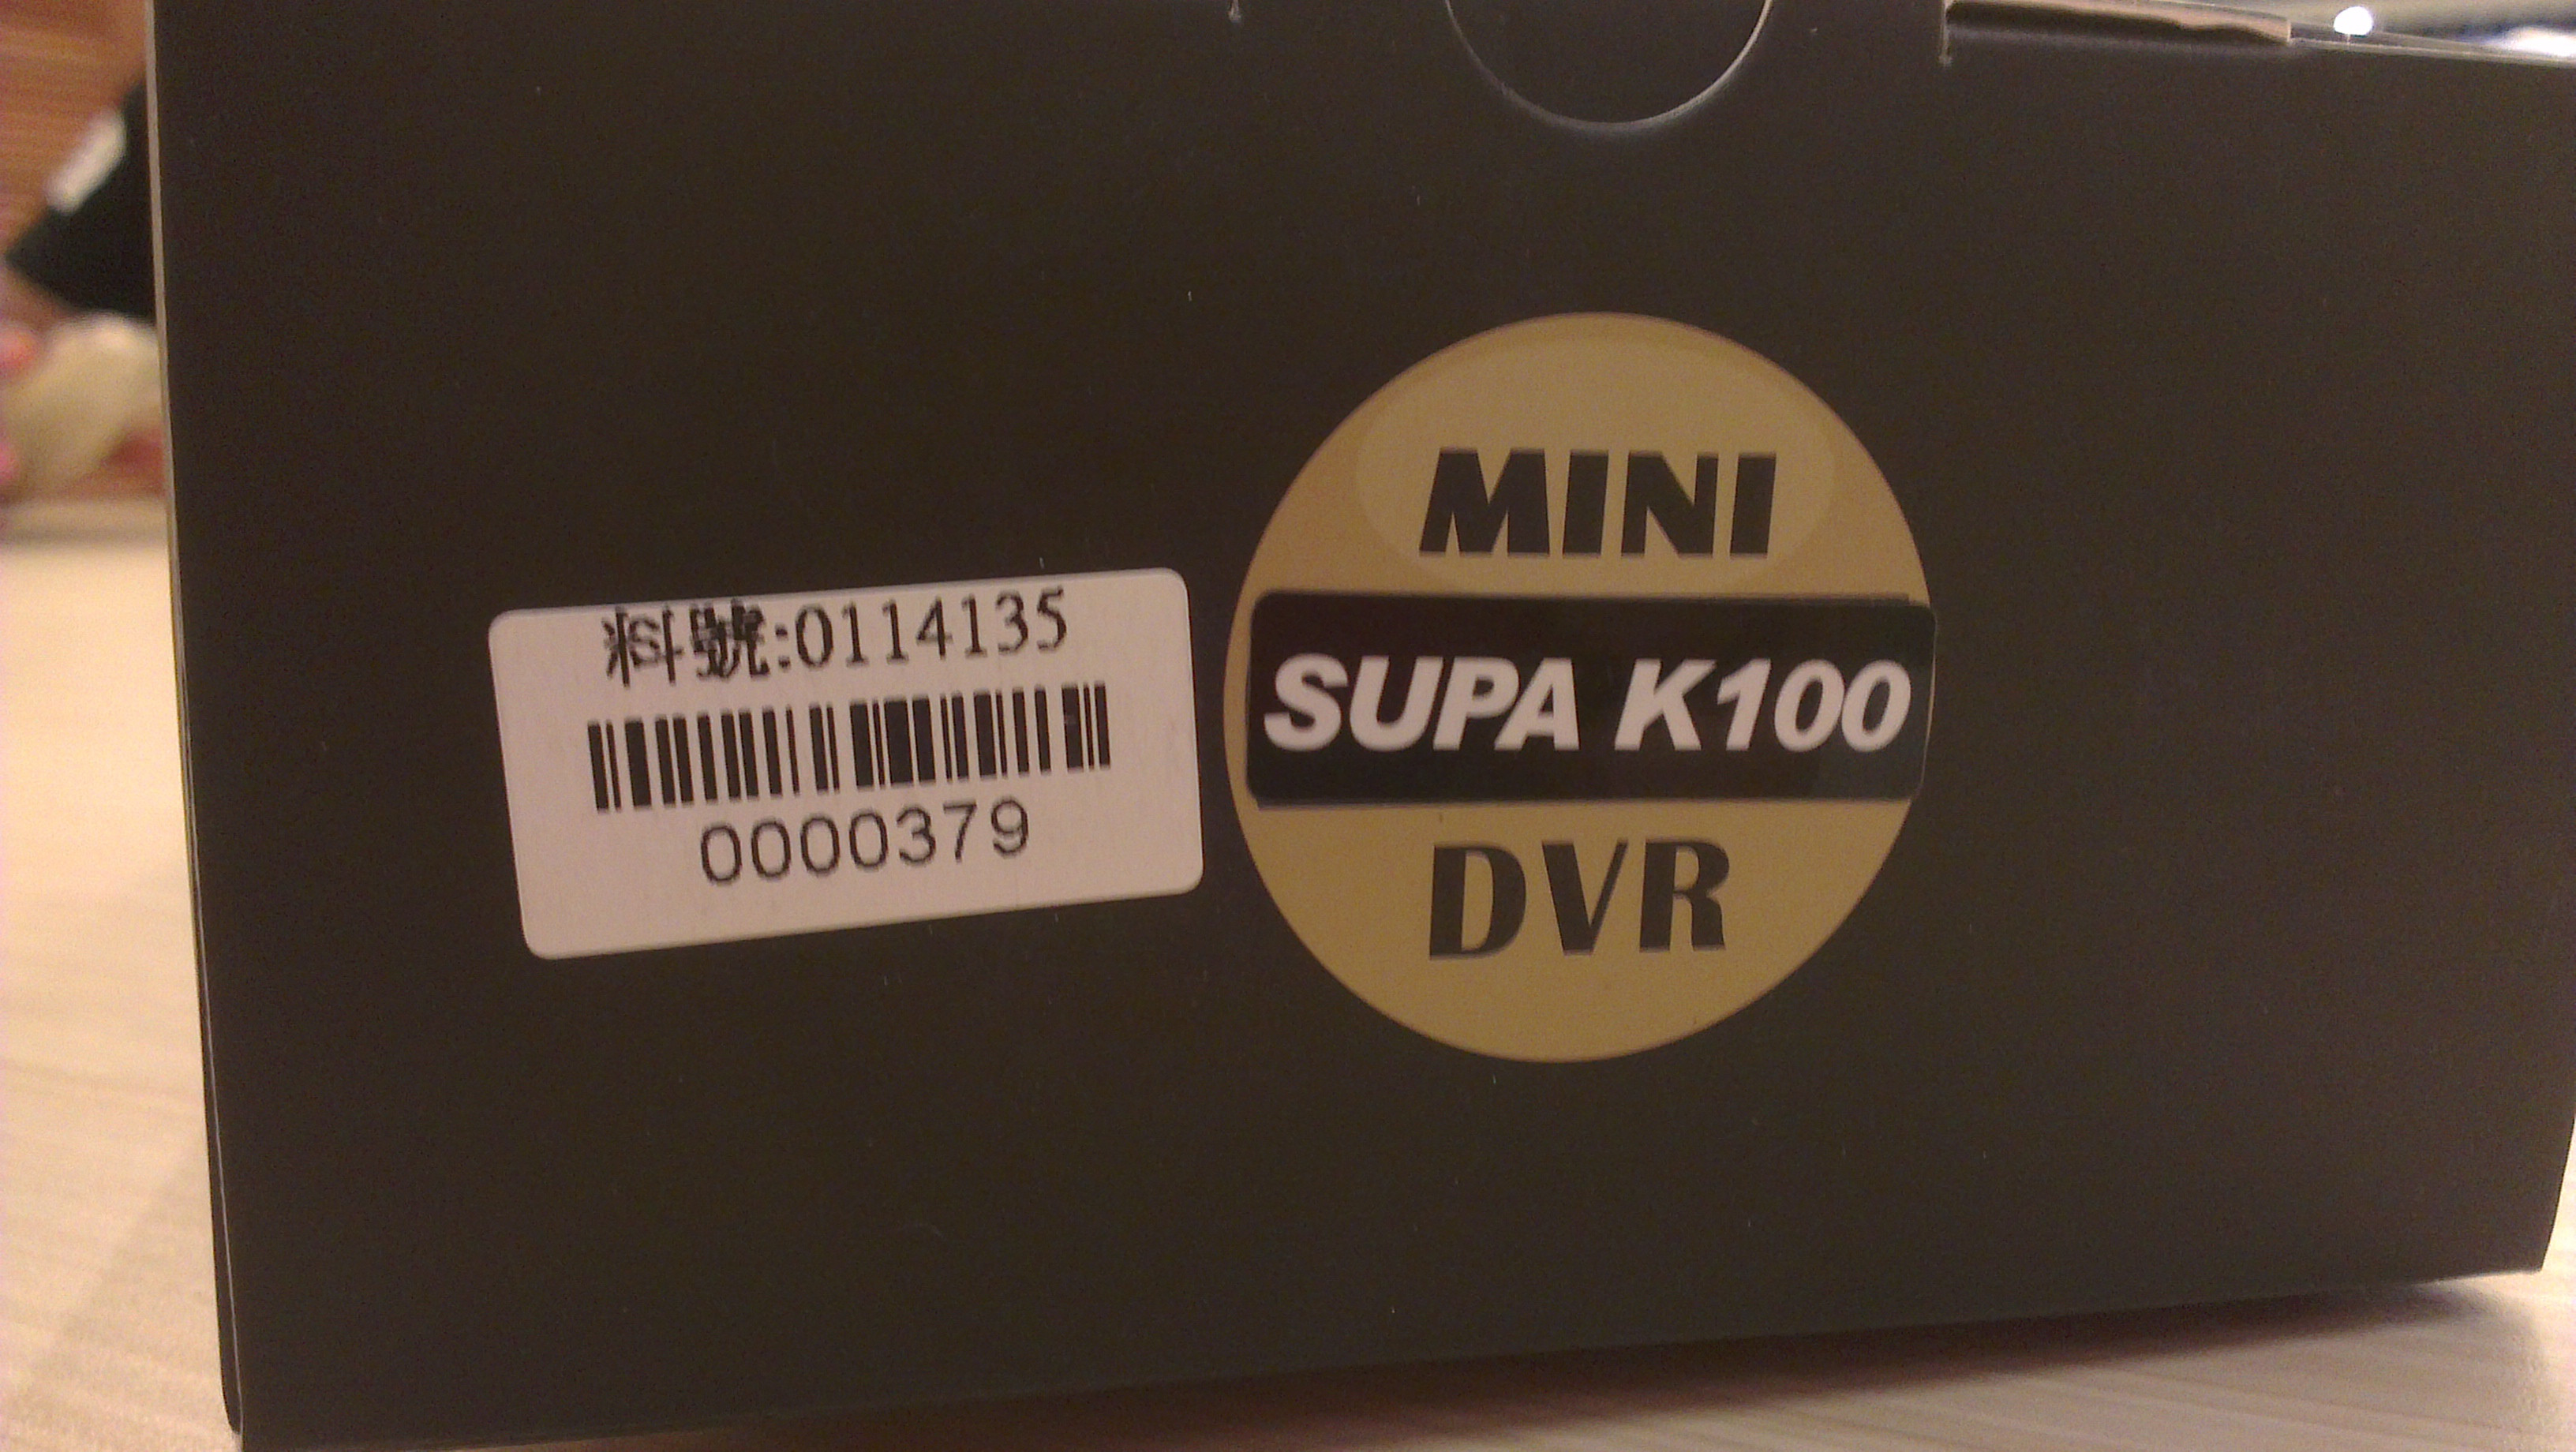 料號:0114135
0000379
MINI
SUPA K100
DVR